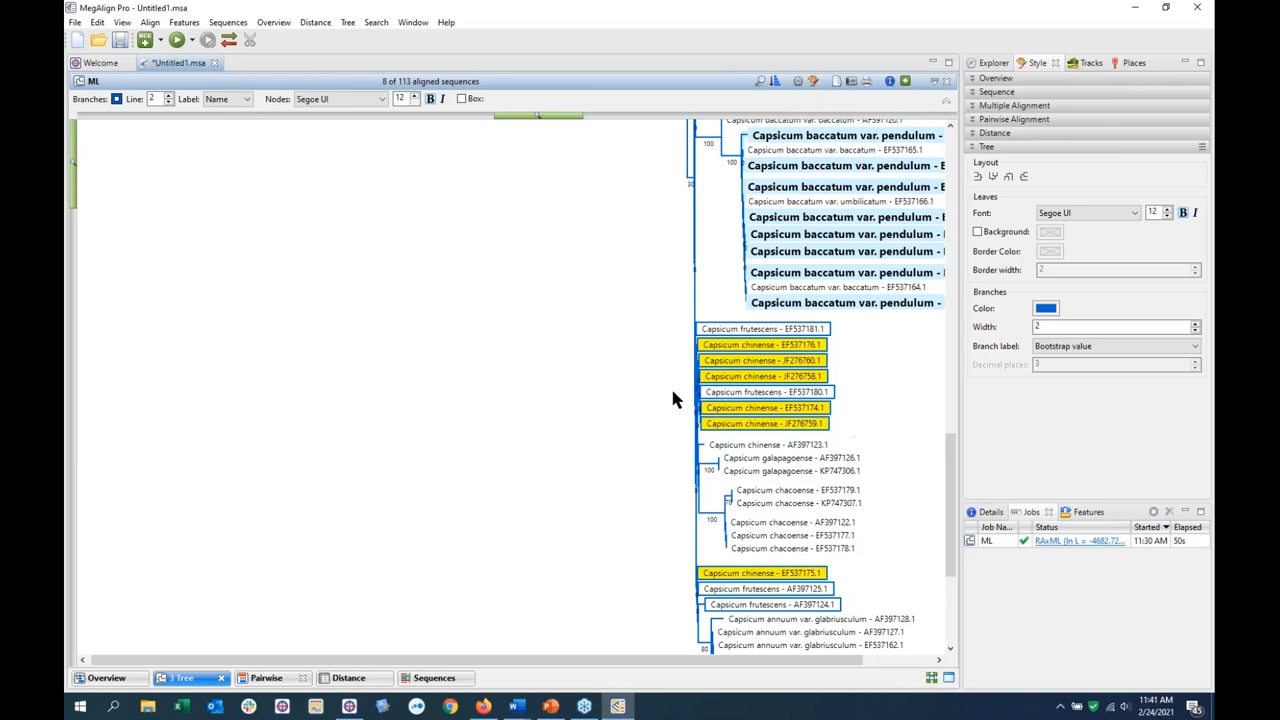 MegAlign Pro - Untitled1.msa
File Edit View Align Features Sequences Overview Distance Tree Search Window Help
Welcome *Untitled1.msa
ML 8 of 113 aligned sequences
Branches: Line: 2 Label: Name Nodes: Segoe UI 12 B I Box:
Capsicum baccatum var. baccatum - AF397120.1
Capsicum baccatum var. pendulum -
100
Capsicum baccatum var. baccatum - EF537165.1
100
Capsicum baccatum var. pendulum - E
30
Capsicum baccatum var. pendulum - E
Capsicum baccatum var. umbilicatum - EF537166.1
Capsicum baccatum var. pendulum - E
Capsicum baccatum var. pendulum -
Capsicum baccatum var. pendulum -
Capsicum baccatum var. pendulum - E
Capsicum baccatum var. baccatum - EF537164.1
Capsicum baccatum var. pendulum -
Capsicum frutescens - EF537181.1
Capsicum chinense - EF537176.1
Capsicum chinense - JF276760.1
Capsicum chinense - JF276758.1
Capsicum frutescens - EF537180.1
Capsicum chinense - EF537174.1
Capsicum chinense - JF276759.1
Capsicum chinense - AF397123.1
Capsicum galapagoense - AF397126.1
100
Capsicum galapagoense - KP747306.1
Capsicum chacoense - EF537179.1
Capsicum chacoense - KP747307.1
100
Capsicum chacoense - AF397122.1
Capsicum chacoense - EF537177.1
Capsicum chacoense - EF537178.1
Capsicum chinense - EF537175.1
Capsicum frutescens - AF397125.1
Capsicum frutescens - AF397124.1
Capsicum annuum var. glabriusculum - AF397128.1
Capsicum annuum var. glabriusculum - AF397127.1
Capsicum annuum var. glabriusculum - EF537162.1
80
Overview 3 Tree Pairwise Distance Sequences
Explorer Style Tracks Places
Overview
Sequence
Multiple Alignment
Pairwise Alignment
Distance
Tree
Layout
Leaves
Font: Segoe UI 12 B I
Background:
Border Color:
Border width: 2
Branches
Color:
Width: 2
Branch label: Bootstrap value
Decimal places: 3
Details Jobs Features
Job Na... Status Started Elapsed
ML RAxML (ln L = -4682.72... 11:30 AM 50s
11:41 AM
2/24/2021
45